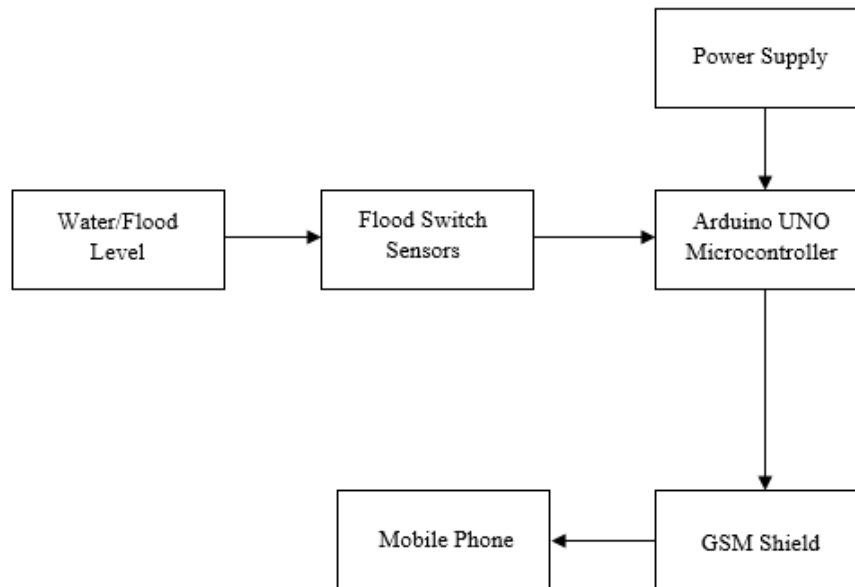 Power Supply
Water/Flood
Level
Flood Switch
Sensors
Arduino UNO
Microcontroller
Mobile Phone
GSM Shield